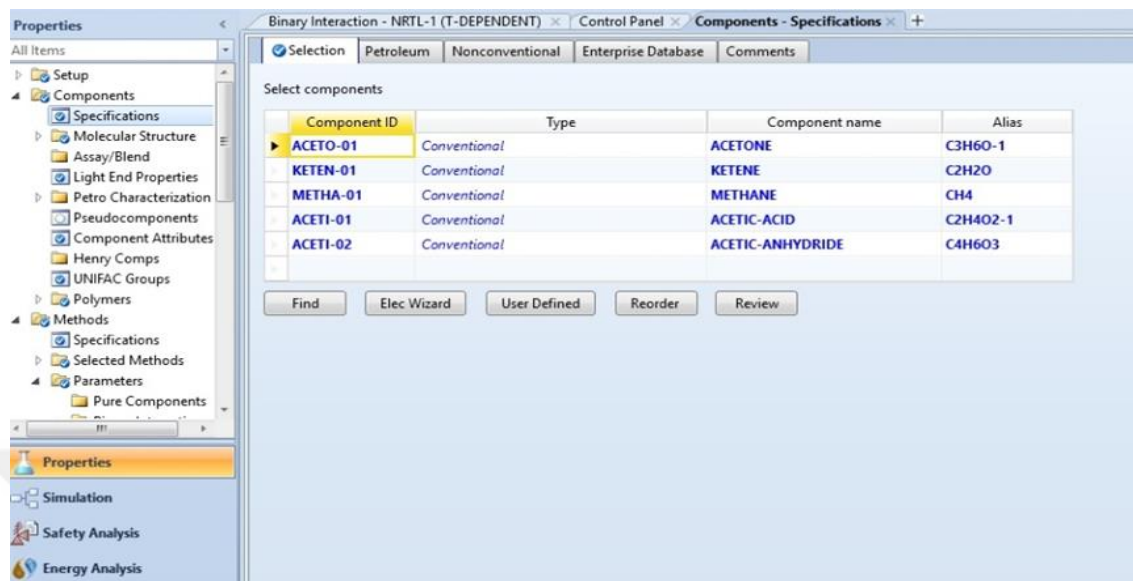 Properties <
All Items
Setup
Components
Specifications
Molecular Structure
Assay/Blend
Light End Properties
Petro Characterization
Pseudocomponents
Component Attributes
Henry Comps
UNIFAC Groups
Polymers
Methods
Specifications
Selected Methods
Parameters
Pure Components
Properties
Simulation
Safety Analysis
Energy Analysis
Binary Interaction - NRTL-1 (T-DEPENDENT) × Control Panel × Components - Specifications × +
Selection Petroleum Nonconventional Enterprise Database Comments
Select components
Component ID Type Component name Alias
ACETO-01 Conventional ACETONE C3H6O-1
KETEN-01 Conventional KETENE C2H2O
METHA-01 Conventional METHANE CH4
ACETI-01 Conventional ACETIC-ACID C2H4O2-1
ACETI-02 Conventional ACETIC-ANHYDRIDE C4H6O3
Find Elec Wizard User Defined Reorder Review